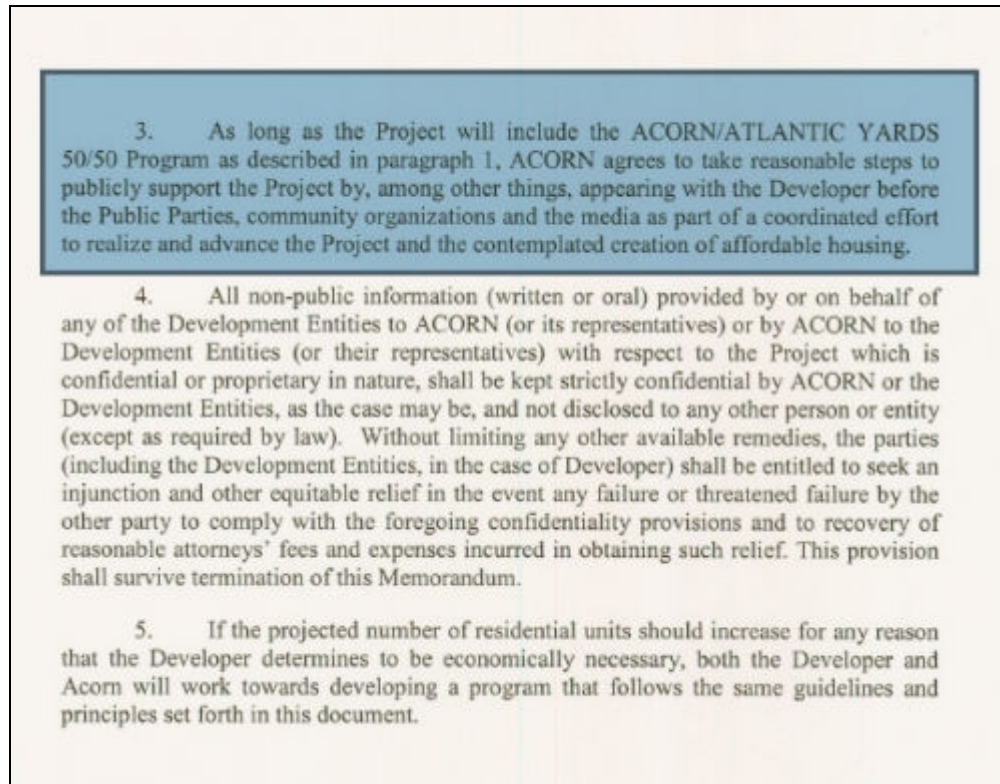 3. As long as the Project will include the ACORN/ATLANTIC YARDS
50/50 Program as described in paragraph 1, ACORN agrees to take reasonable steps to
publicly support the Project by, among other things, appearing with the Developer before
the Public Parties, community organizations and the media as part of a coordinated effort
to realize and advance the Project and the contemplated creation of affordable housing.
4. All non-public information (written or oral) provided by or on behalf of
any of the Development Entities to ACORN (or its representatives) or by ACORN to the
Development Entities (or their representatives) with respect to the Project which is
confidential or proprietary in nature, shall be kept strictly confidential by ACORN or the
Development Entities, as the case may be, and not disclosed to any other person or entity
(except as required by law). Without limiting any other available remedies, the parties
(including the Development Entities, in the case of Developer) shall be entitled to seek an
injunction and other equitable relief in the event any failure or threatened failure by the
other party to comply with the foregoing confidentiality provisions and to recovery of
reasonable attorneys' fees and expenses incurred in obtaining such relief. This provision
shall survive termination of this Memorandum.
5. If the projected number of residential units should increase for any reason
that the Developer determines to be economically necessary, both the Developer and
Acorn will work towards developing a program that follows the same guidelines and
principles set forth in this document.